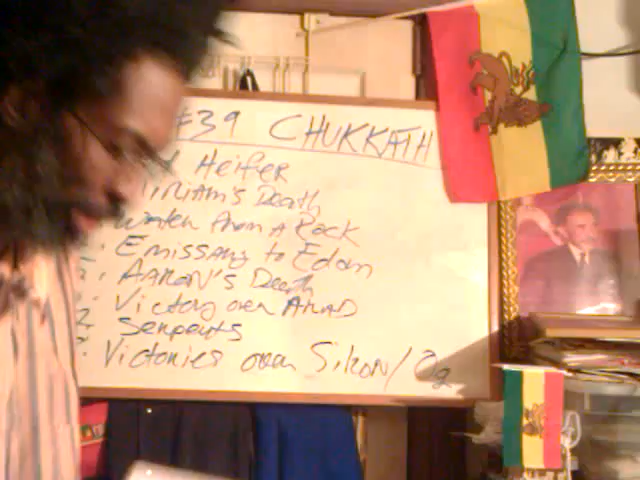 #39 CHUKKATH
Heifer
Miriam's Death
Water from A Rock
Emissary to Edom
AARON'S Death
Victory over ARAD
Serpents
Victories over Sihon/Og